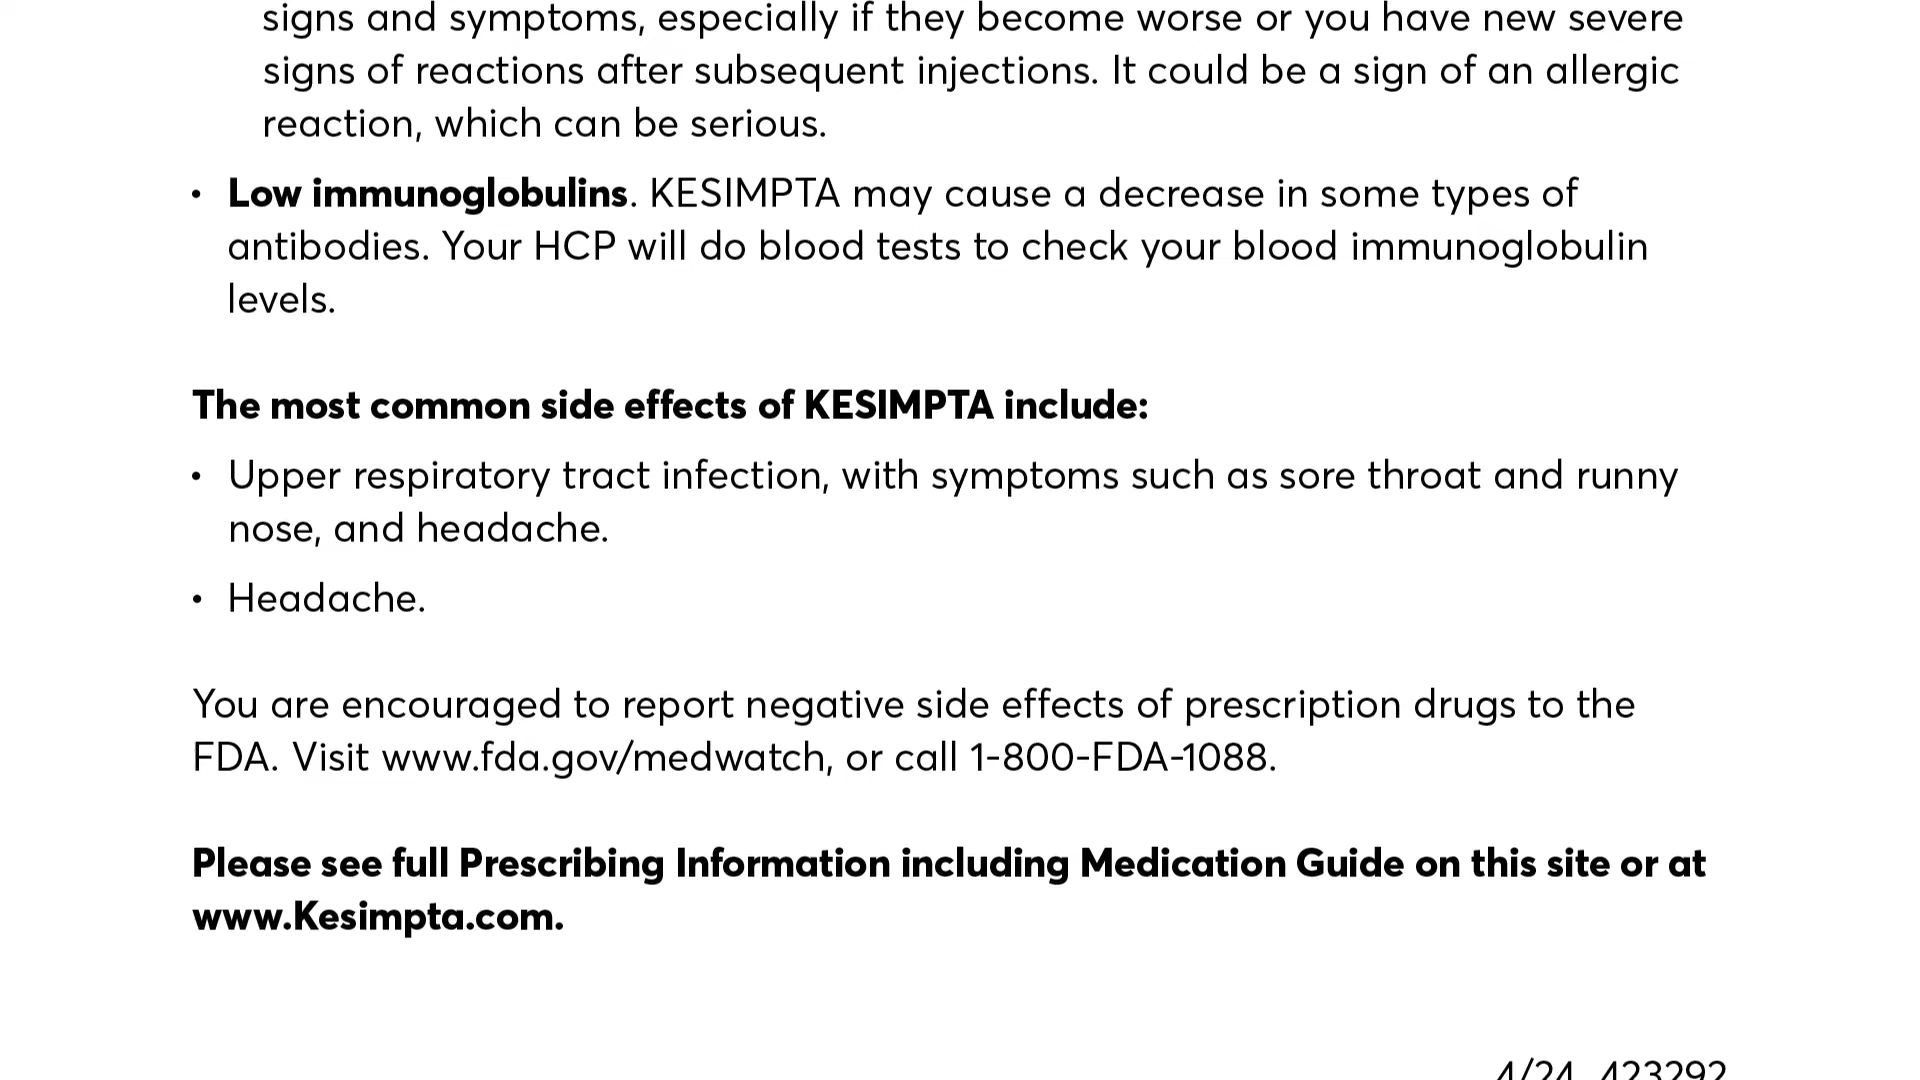 signs and symptoms, especially if they become worse or you have new severe
signs of reactions after subsequent injections. It could be a sign of an allergic
reaction, which can be serious.
• Low immunoglobulins. KESIMPTA may cause a decrease in some types of
antibodies. Your HCP will do blood tests to check your blood immunoglobulin
levels.
The most common side effects of KESIMPTA include:
• Upper respiratory tract infection, with symptoms such as sore throat and runny
nose, and headache.
• Headache.
You are encouraged to report negative side effects of prescription drugs to the
FDA. Visit www.fda.gov/medwatch, or call 1-800-FDA-1088.
Please see full Prescribing Information including Medication Guide on this site or at
www.Kesimpta.com.
4/24 423292